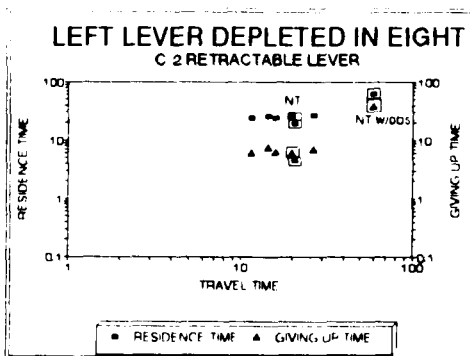 LEFT LEVER DEPLETED IN EIGHT
C 2 RETRACTABLE LEVER
100
10
1
0.1
RESIDENCE TIME
NT
NT W/ODS
100
10
1
0.1
GIVING UP TIME
1
10
100
TRAVEL TIME
RESIDENCE TIME
GIVING UP TIME